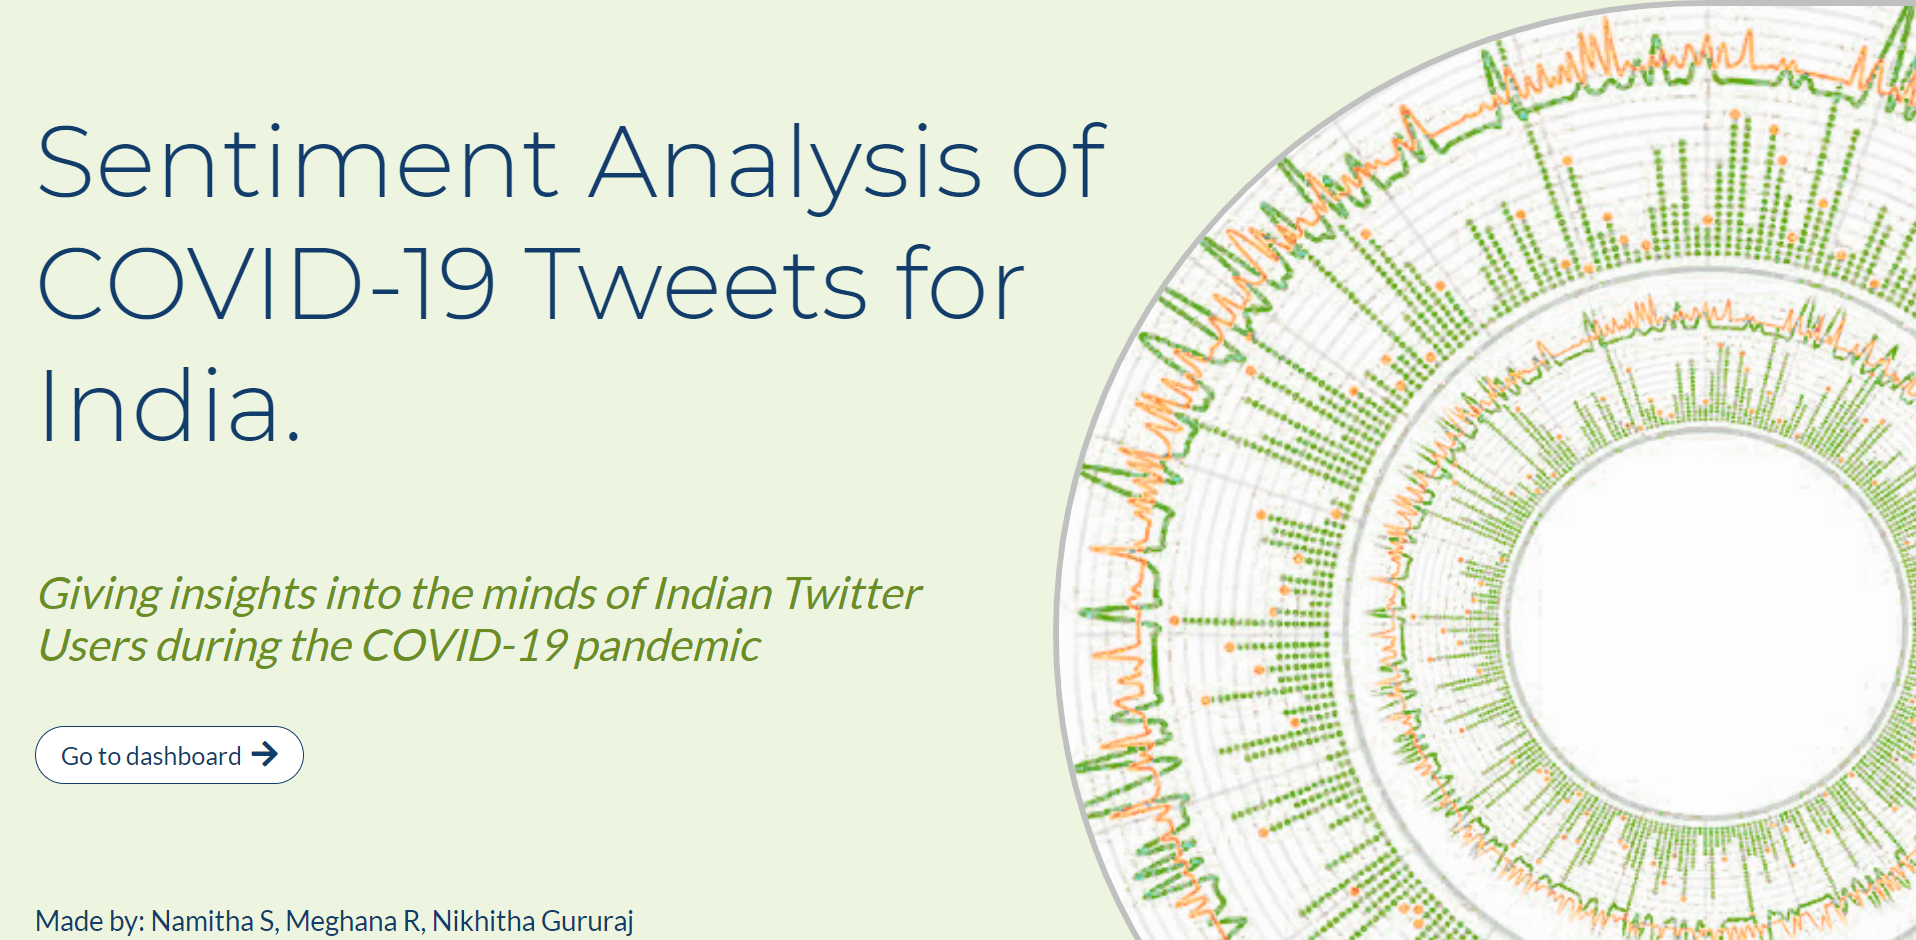 Sentiment Analysis of
COVID-19 Tweets for
India.
Giving insights into the minds of Indian Twitter
Users during the COVID-19 pandemic
Go to dashboard
Made by: Namitha S, Meghana R, Nikhitha Gururaj